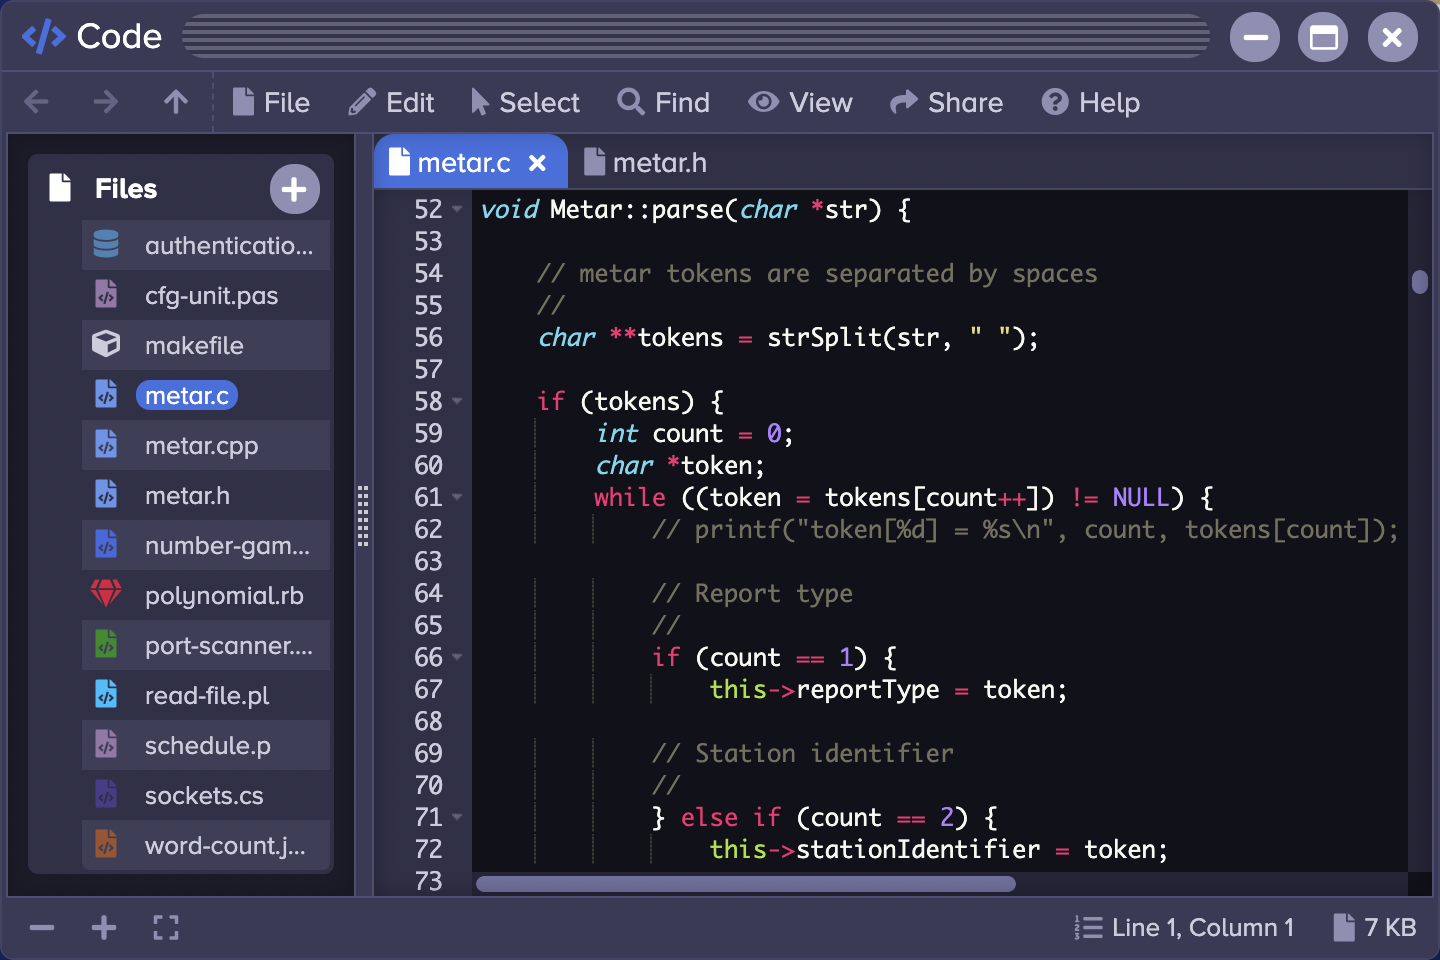 Code
File Edit Select Find View Share Help
Files
authenticatio...
cfg-unit.pas
makefile
metar.c
metar.cpp
metar.h
number-gam...
polynomial.rb
port-scanner....
read-file.pl
schedule.p
sockets.cs
word-count.j...
metar.c metar.h
52 void Metar::parse(char *str) {
53
54 // metar tokens are separated by spaces
55 //
56 char **tokens = strSplit(str, " ");
57
58 if (tokens) {
59 int count = 0;
60 char *token;
61 while ((token = tokens[count++]) != NULL) {
62 // printf("token[%d] = %s\n", count, tokens[count]);
63
64 // Report type
65 //
66 if (count == 1) {
67 this->reportType = token;
68
69 // Station identifier
70 //
71 } else if (count == 2) {
72 this->stationIdentifier = token;
73
Line 1, Column 1 7 KB